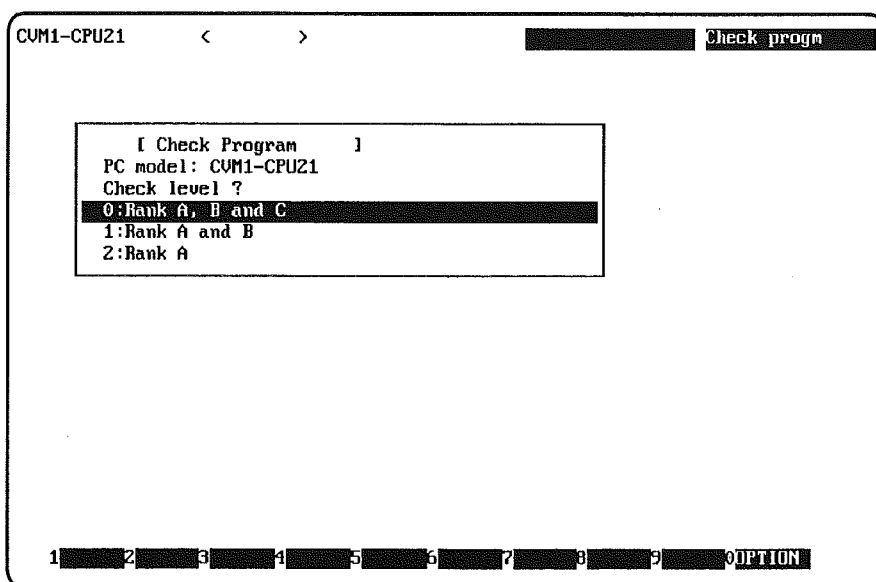 CVM1-CPU21 < > Check progm
[ Check Program ]
PC model: CVM1-CPU21
Check level ?
0:Rank A, B and C
1:Rank A and B
2:Rank A
1 2 3 4 5 6 7 8 9 0OPTION